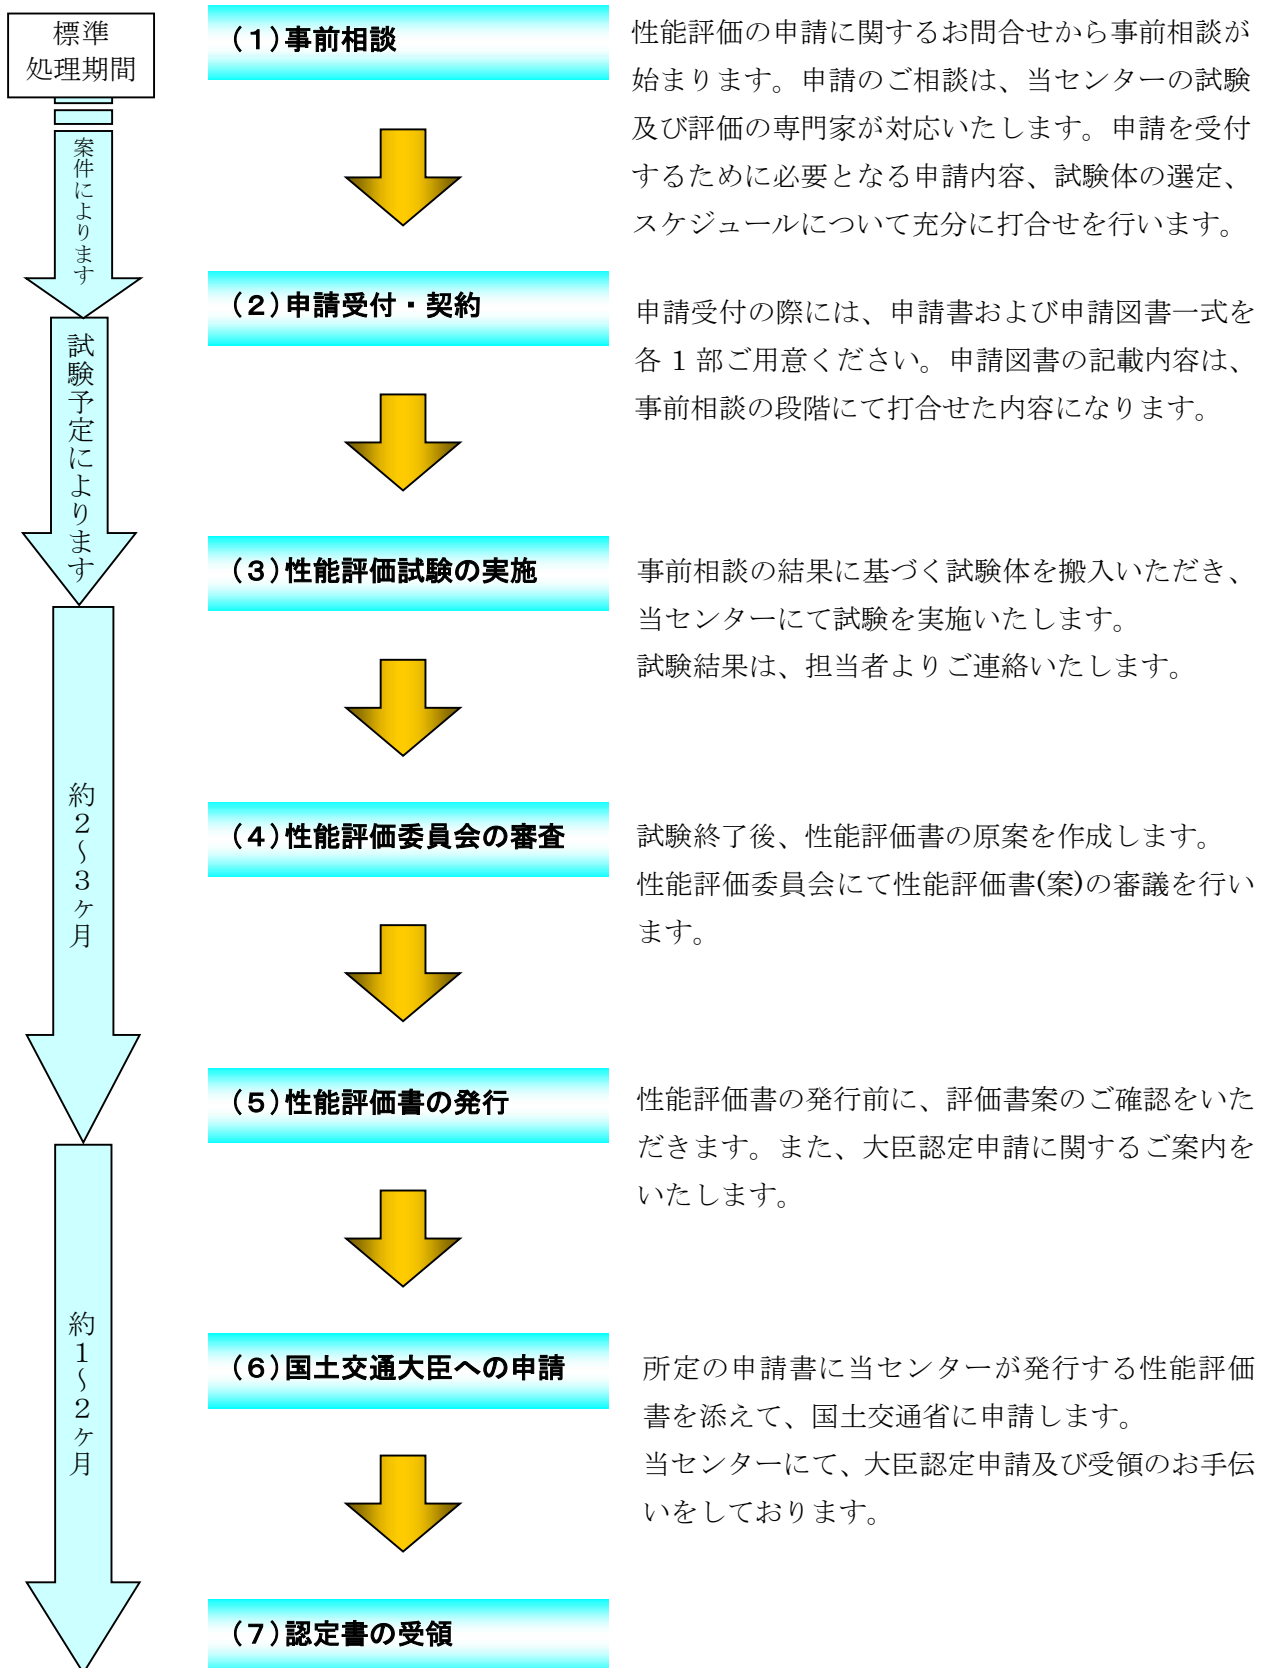 標準
処理期間
案件によります
試験予定によります
約2～3ヶ月
約1～2ヶ月
（1）事前相談
性能評価の申請に関するお問合せから事前相談が
始まります。申請のご相談は、当センターの試験
及び評価の専門家が対応いたします。申請を受付
するために必要となる申請内容、試験体の選定、
スケジュールについて充分に打合せを行います。
（2）申請受付・契約
申請受付の際には、申請書および申請図書一式を
各 1 部ご用意ください。申請図書の記載内容は、
事前相談の段階にて打合せた内容になります。
（3）性能評価試験の実施
事前相談の結果に基づく試験体を搬入いただき、
当センターにて試験を実施いたします。
試験結果は、担当者よりご連絡いたします。
（4）性能評価委員会の審査
試験終了後、性能評価書の原案を作成します。
性能評価委員会にて性能評価書(案)の審議を行い
ます。
（5）性能評価書の発行
性能評価書の発行前に、評価書案のご確認をいた
だきます。また、大臣認定申請に関するご案内を
いたします。
（6）国土交通大臣への申請
所定の申請書に当センターが発行する性能評価
書を添えて、国土交通省に申請します。
当センターにて、大臣認定申請及び受領のお手伝
いをしております。
（7）認定書の受領